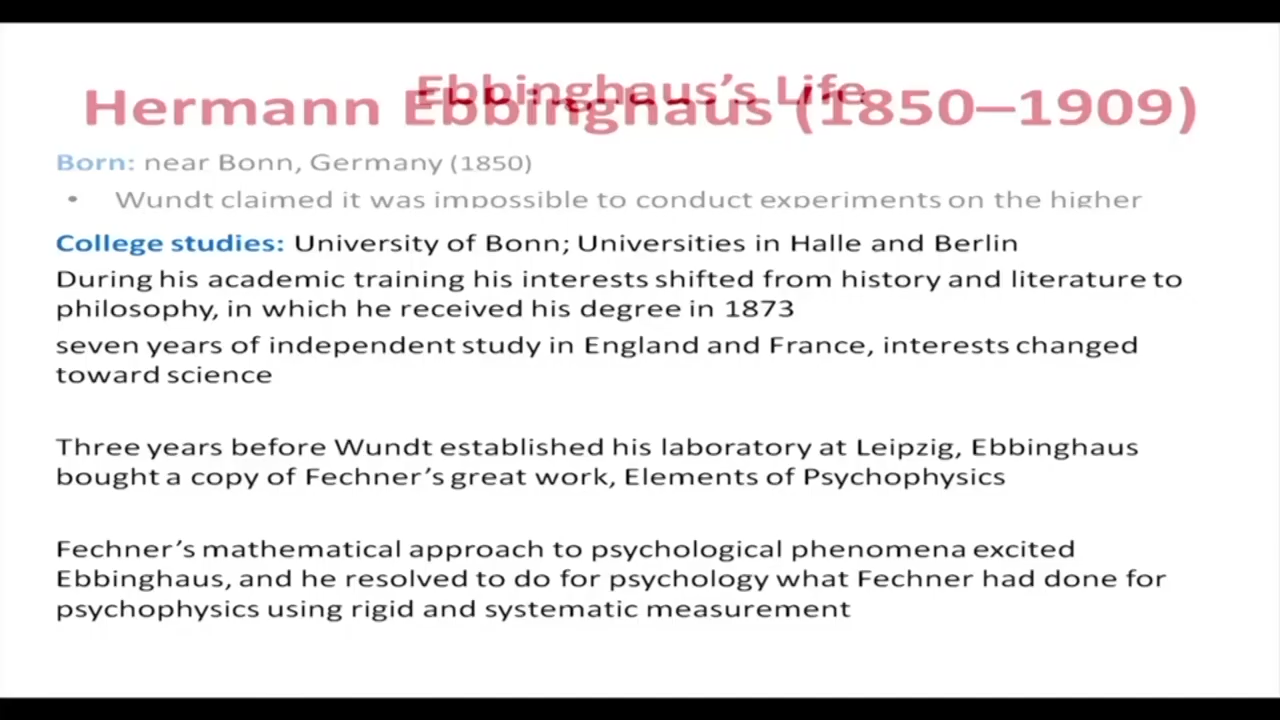 Ebbinghaus's Life
Hermann Ebbinghaus (1850–1909)
Born: near Bonn, Germany (1850)
• Wundt claimed it was impossible to conduct experiments on the higher
College studies: University of Bonn; Universities in Halle and Berlin
During his academic training his interests shifted from history and literature to
philosophy, in which he received his degree in 1873
seven years of independent study in England and France, interests changed
toward science
Three years before Wundt established his laboratory at Leipzig, Ebbinghaus
bought a copy of Fechner's great work, Elements of Psychophysics
Fechner's mathematical approach to psychological phenomena excited
Ebbinghaus, and he resolved to do for psychology what Fechner had done for
psychophysics using rigid and systematic measurement